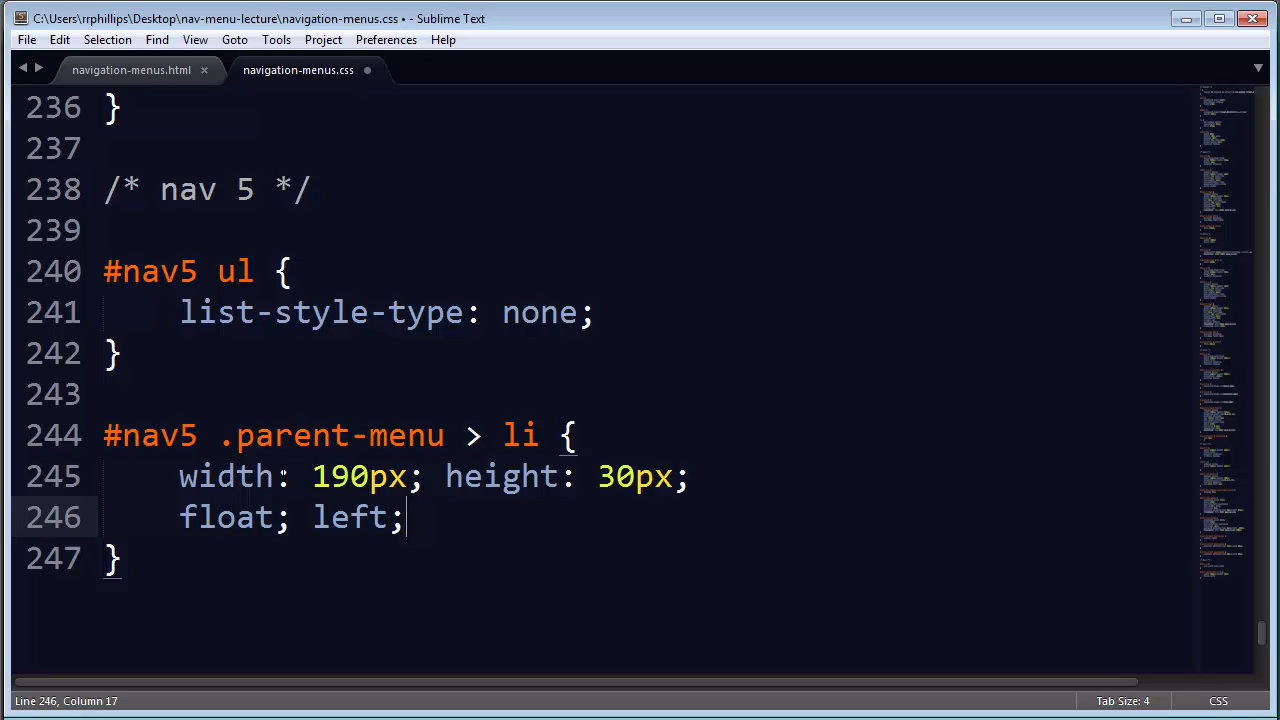 C:\Users\rrphillips\Desktop\nav-menu-lecture\navigation-menus.css • - Sublime Text
File Edit Selection Find View Goto Tools Project Preferences Help
navigation-menus.html × navigation-menus.css
236 }
237
238 /* nav 5 */
239
240 #nav5 ul {
241 list-style-type: none;
242 }
243
244 #nav5 .parent-menu > li {
245 width: 190px; height: 30px;
246 float; left;
247 }
Line 246, Column 17 Tab Size: 4 CSS